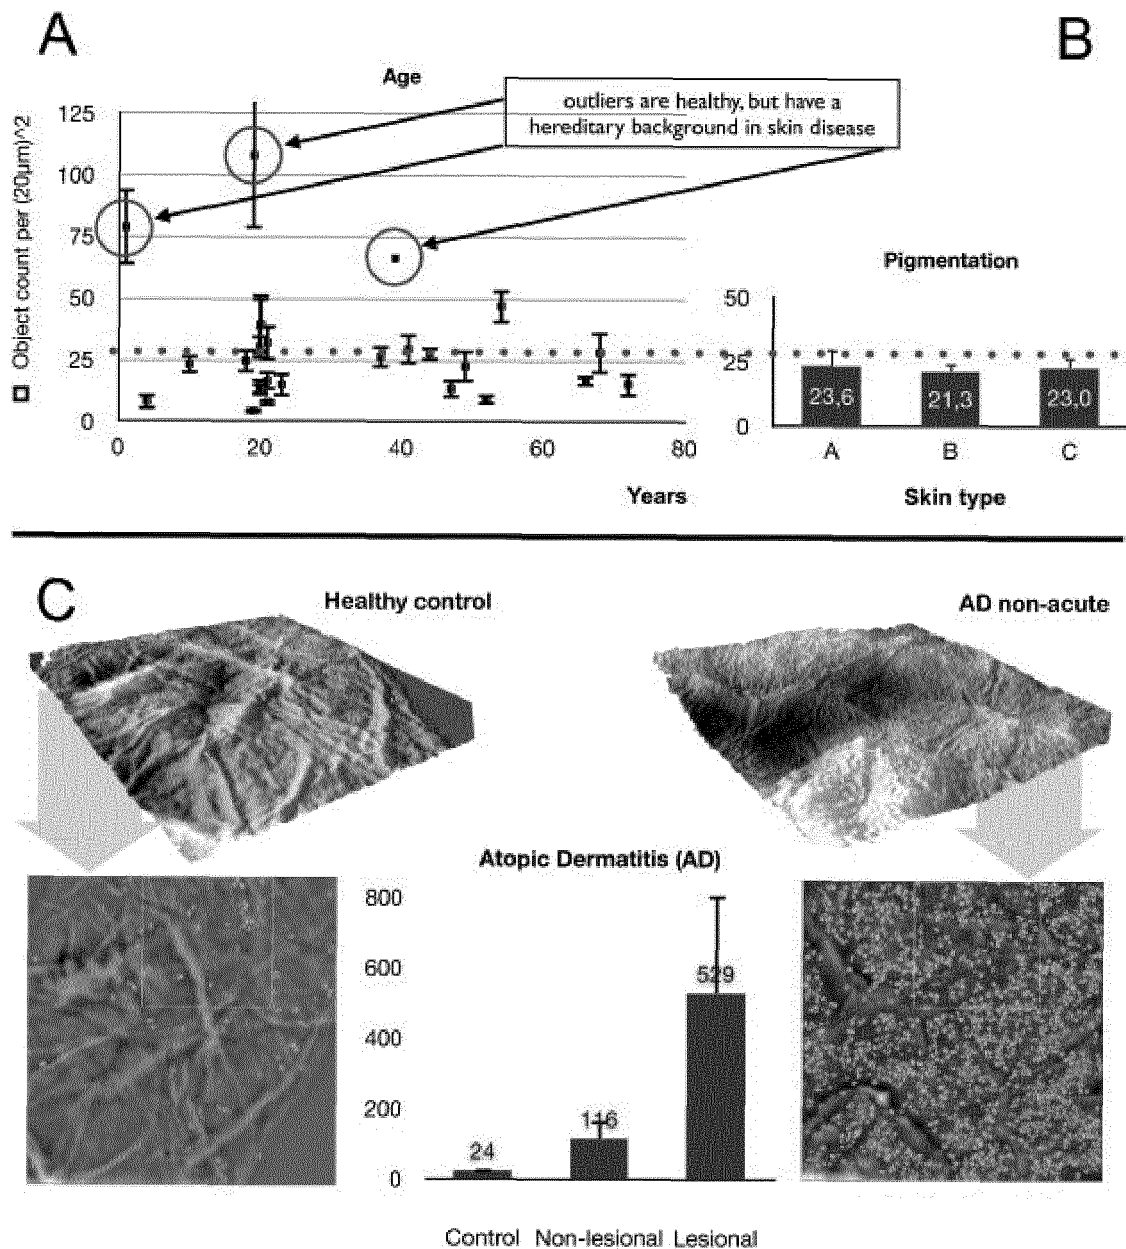 A
B
Age
outliers are healthy, but have a
hereditary background in skin disease
Object count per (20µm)^2
125
100
75
50
25
0
0
20
40
60
80
Years
Pigmentation
50
25
0
23,6
21,3
23,0
A
B
C
Skin type
C
Healthy control
AD non-acute
Atopic Dermatitis (AD)
800
600
400
200
0
24
116
529
Control Non-lesional Lesional